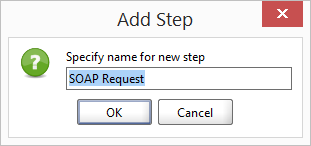 Add Step
Specify name for new step
SOAP Request
OK Cancel